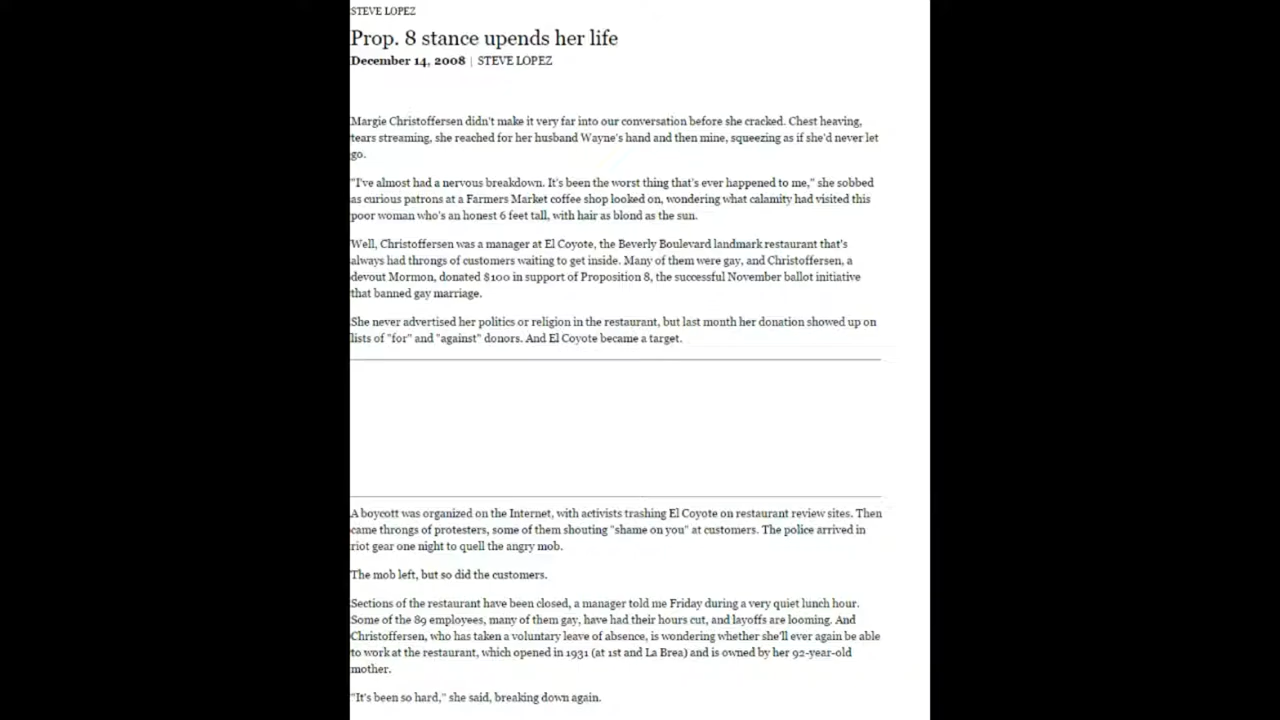 STEVE LOPEZ
Prop. 8 stance upends her life
December 14, 2008 | STEVE LOPEZ
Margie Christoffersen didn't make it very far into our conversation before she cracked. Chest heaving,
tears streaming, she reached for her husband Wayne's hand and then mine, squeezing as if she'd never let
go.
"I've almost had a nervous breakdown. It's been the worst thing that's ever happened to me," she sobbed
as curious patrons at a Farmers Market coffee shop looked on, wondering what calamity had visited this
poor woman who's an honest 6 feet tall, with hair as blond as the sun.
Well, Christoffersen was a manager at El Coyote, the Beverly Boulevard landmark restaurant that's
always had throngs of customers waiting to get inside. Many of them were gay, and Christoffersen, a
devout Mormon, donated $100 in support of Proposition 8, the successful November ballot initiative
that banned gay marriage.
She never advertised her politics or religion in the restaurant, but last month her donation showed up on
lists of "for" and "against" donors. And El Coyote became a target.
A boycott was organized on the Internet, with activists trashing El Coyote on restaurant review sites. Then
came throngs of protesters, some of them shouting "shame on you" at customers. The police arrived in
riot gear one night to quell the angry mob.
The mob left, but so did the customers.
Sections of the restaurant have been closed, a manager told me Friday during a very quiet lunch hour.
Some of the 89 employees, many of them gay, have had their hours cut, and layoffs are looming. And
Christoffersen, who has taken a voluntary leave of absence, is wondering whether she'll ever again be able
to work at the restaurant, which opened in 1931 (at 1st and La Brea) and is owned by her 92-year-old
mother.
"It's been so hard," she said, breaking down again.